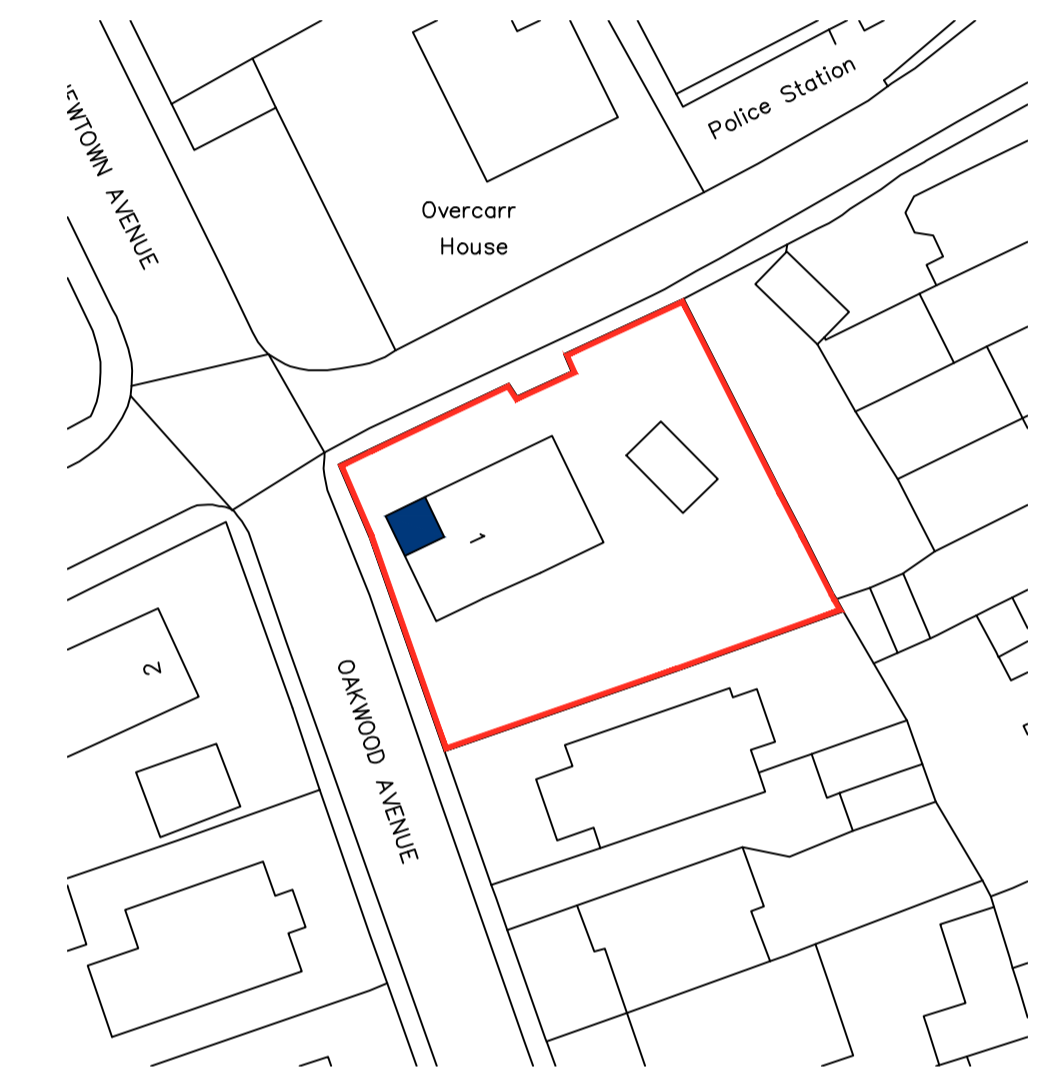 EWTOWN AVENUE
Police Station
Overcarr
House
1
2
OAKWOOD AVENUE